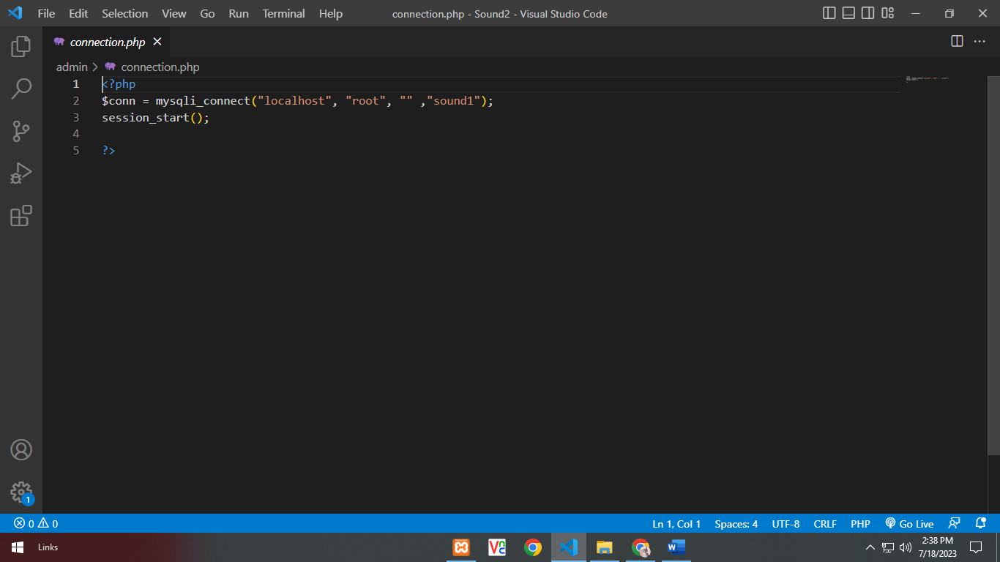 File Edit Selection View Go Run Terminal Help connection.php - Sound2 - Visual Studio Code
connection.php
admin > connection.php
1 <?php
2 $conn = mysqli_connect("localhost", "root", "" ,"sound1");
3 session_start();
4
5 ?>
1
0 0 Ln 1, Col 1 Spaces: 4 UTF-8 CRLF PHP Go Live
Links
2:38 PM
7/18/2023